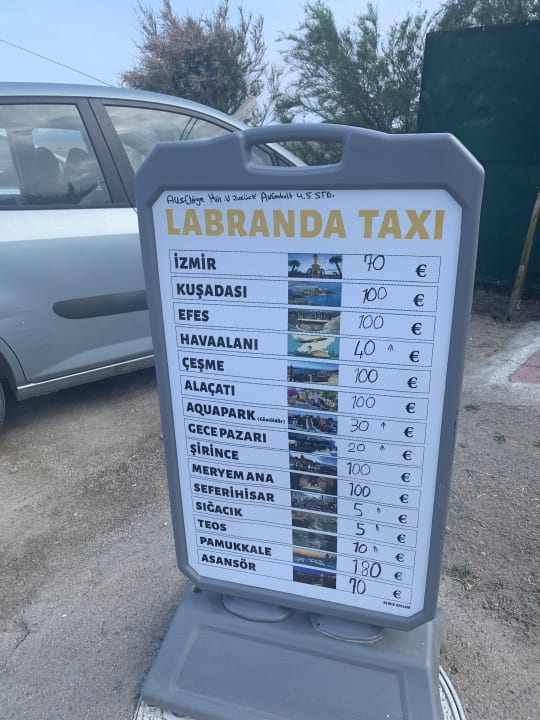 Ausflüge Hin u zurück Aufenthalt 4.5 STD.
LABRANDA TAXI
İZMİR 70 €
KUŞADASI 100 €
EFES 100 €
HAVAALANI 40 ↑ €
ÇEŞME 100 €
ALAÇATI 100 €
AQUAPARK (Gümüldür) 30 ↑ €
GECE PAZARI 20 ↑ €
ŞİRİNCE 100 €
MERYEM ANA 100 €
SEFERİHİSAR 5 ↑ €
SIĞACIK 5 ↑ €
TEOS 10 ↑ €
PAMUKKALE 180 €
ASANSÖR 70 €